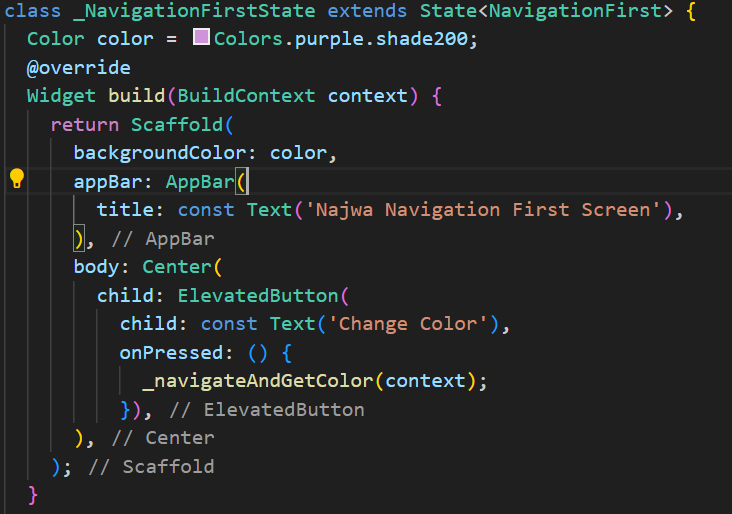 class _NavigationFirstState extends State<NavigationFirst> {
  Color color = Colors.purple.shade200;
  @override
  Widget build(BuildContext context) {
    return Scaffold(
      backgroundColor: color,
      appBar: AppBar(
        title: const Text('Najwa Navigation First Screen'),
      ), // AppBar
      body: Center(
        child: ElevatedButton(
          child: const Text('Change Color'),
          onPressed: () {
            _navigateAndGetColor(context);
          }), // ElevatedButton
      ), // Center
    ); // Scaffold
  }